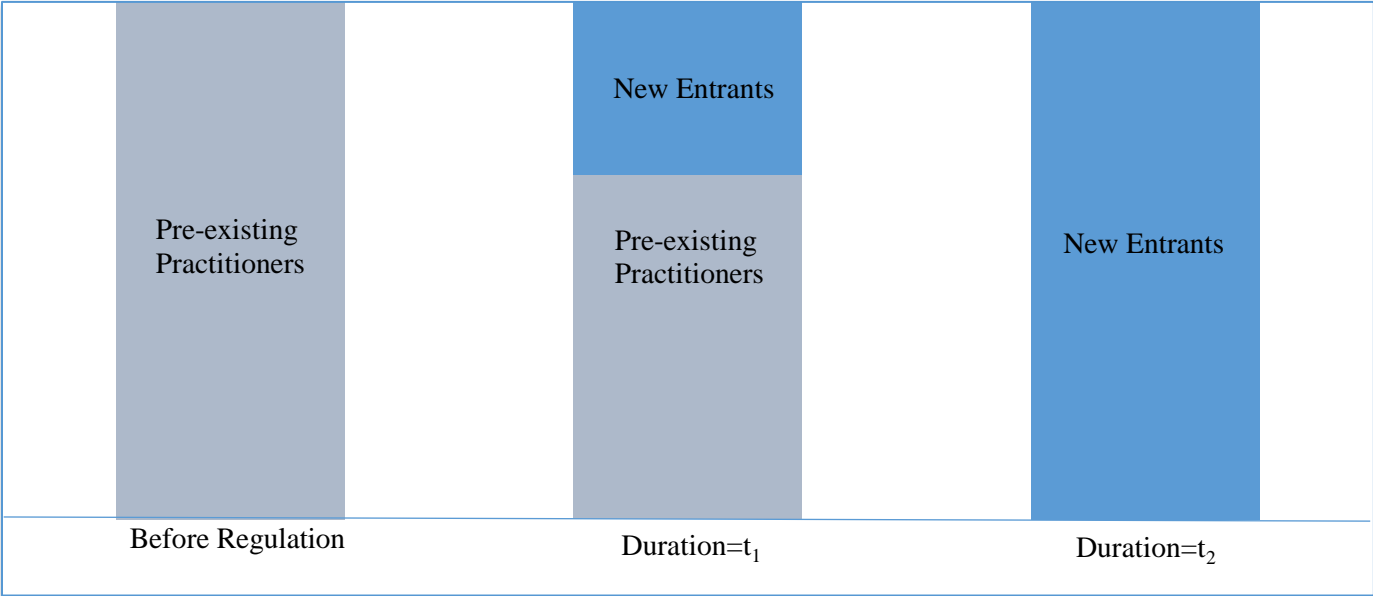 New Entrants
Pre-existing
Practitioners
Pre-existing
Practitioners
New Entrants
Before Regulation
Duration=t₁
Duration=t₂